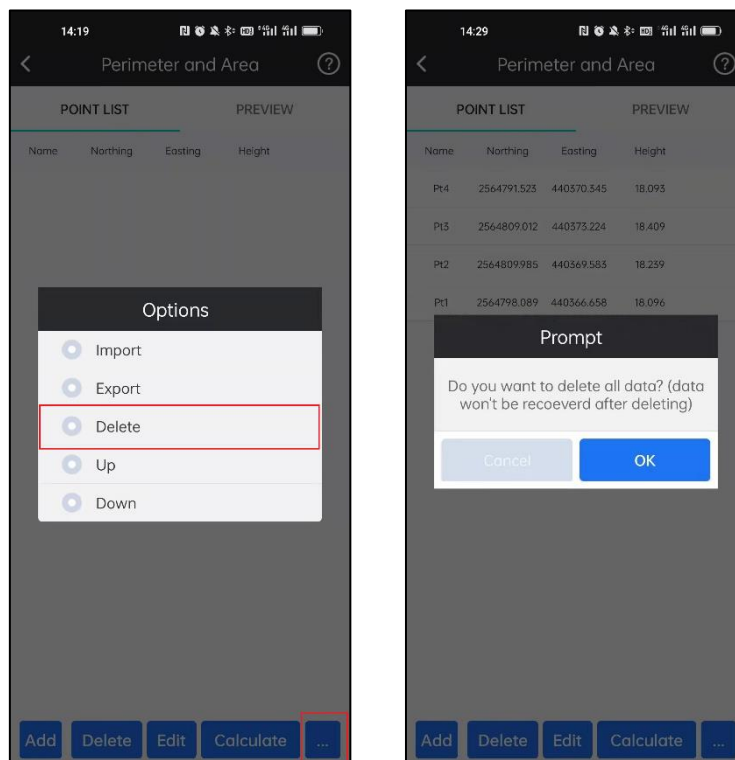 14:19
Perimeter and Area
POINT LIST PREVIEW
Name Northing Easting Height
Options
Import
Export
Delete
Up
Down
Add Delete Edit Calculate ...
14:29
Perimeter and Area
POINT LIST PREVIEW
Name Northing Easting Height
Pt4 2564791.523 440370.345 18.093
Pt3 2564809.012 440373.224 18.409
Pt2 2564809.985 440369.583 18.239
Pt1 2564798.089 440366.658 18.096
Prompt
Do you want to delete all data? (data
won't be recoeverd after deleting)
Cancel OK
Add Delete Edit Calculate ...